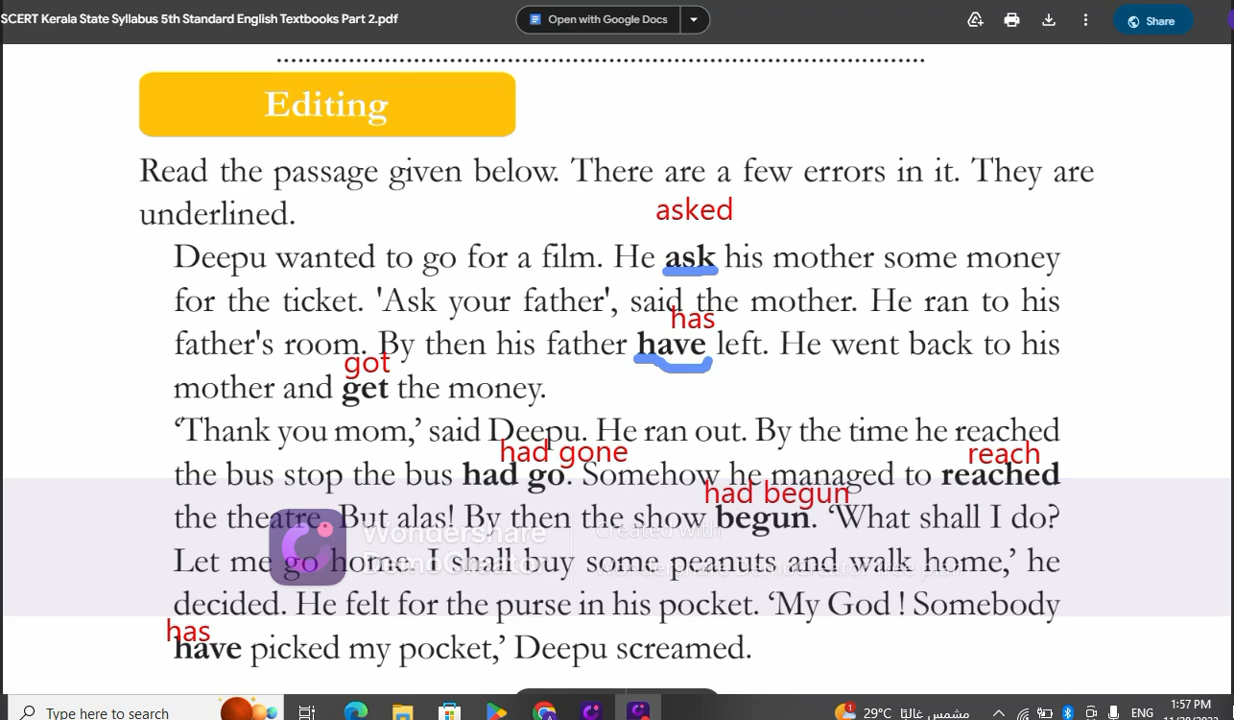 SCERT Kerala State Syllabus 5th Standard English Textbooks Part 2.pdf
Open with Google Docs
Share
Editing
Read the passage given below. There are a few errors in it. They are
underlined.
asked
Deepu wanted to go for a film. He ask his mother some money
for the ticket. 'Ask your father', said the mother. He ran to his
has
father's room. By then his father have left. He went back to his
got
mother and get the money.
‘Thank you mom,’ said Deepu. He ran out. By the time he reached
had gone
reach
the bus stop the bus had go. Somehow he managed to reached
had begun
the theatre. But alas! By then the show begun. ‘What shall I do?
Wondershare
DemoCreator
Created with
Let me go home. I shall buy some peanuts and walk home,’ he
decided. He felt for the purse in his pocket. ‘My God ! Somebody
has
have picked my pocket,’ Deepu screamed.
Type here to search
1
29°C
مشمس غالبًا
ENG
1:57 PM